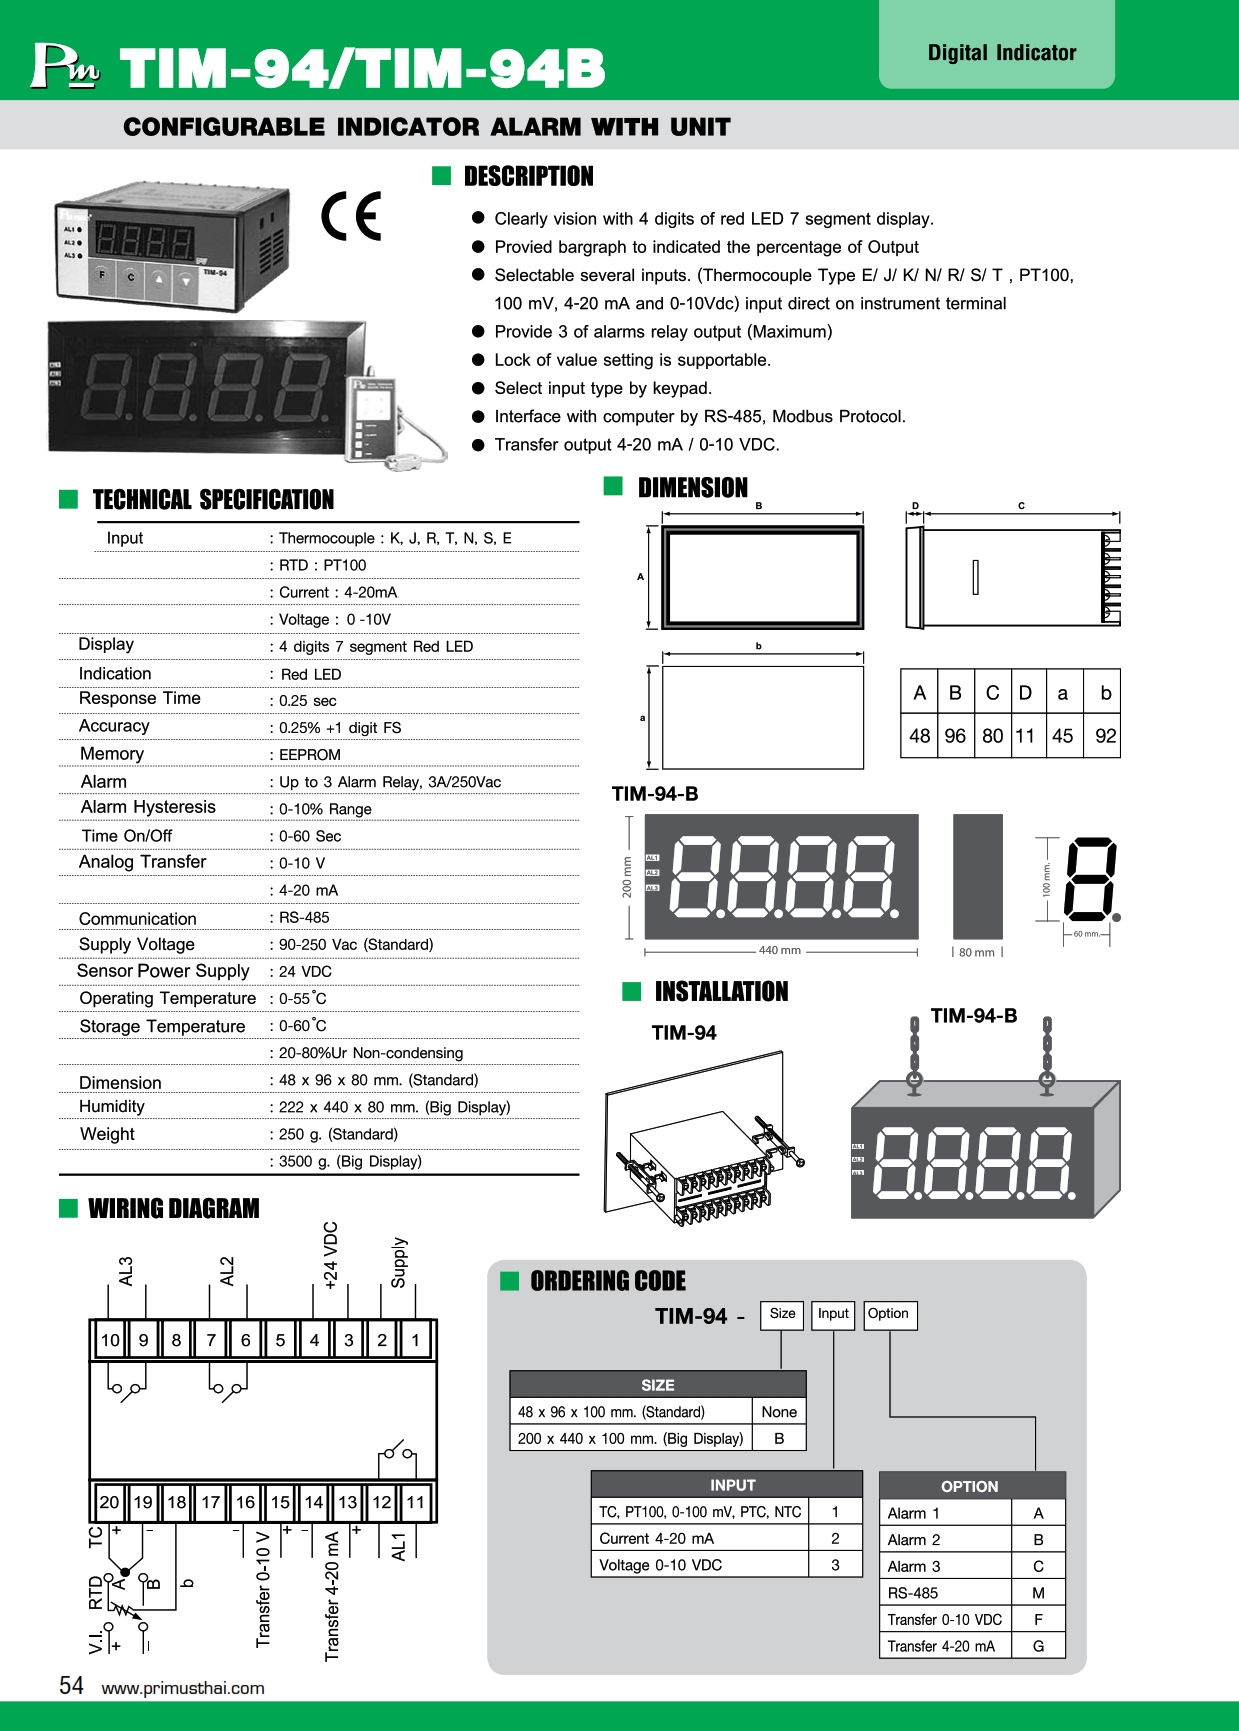 Pm TIM-94/TIM-94B
Digital Indicator
CONFIGURABLE INDICATOR ALARM WITH UNIT
AL1
AL2
AL3
F C
TIM-94
AL1
AL2
AL3
CE
DESCRIPTION
● Clearly vision with 4 digits of red LED 7 segment display.
● Provied bargraph to indicated the percentage of Output
● Selectable several inputs. (Thermocouple Type E/ J/ K/ N/ R/ S/ T , PT100,
100 mV, 4-20 mA and 0-10Vdc) input direct on instrument terminal
● Provide 3 of alarms relay output (Maximum)
● Lock of value setting is supportable.
● Select input type by keypad.
● Interface with computer by RS-485, Modbus Protocol.
● Transfer output 4-20 mA / 0-10 VDC.
TECHNICAL SPECIFICATION
Input : Thermocouple : K, J, R, T, N, S, E
: RTD : PT100
: Current : 4-20mA
: Voltage : 0 -10V
Display : 4 digits 7 segment Red LED
Indication : Red LED
Response Time : 0.25 sec
Accuracy : 0.25% +1 digit FS
Memory : EEPROM
Alarm : Up to 3 Alarm Relay, 3A/250Vac
Alarm Hysteresis : 0-10% Range
Time On/Off : 0-60 Sec
Analog Transfer : 0-10 V
: 4-20 mA
Communication : RS-485
Supply Voltage : 90-250 Vac (Standard)
Sensor Power Supply : 24 VDC
Operating Temperature : 0-55°C
Storage Temperature : 0-60°C
: 20-80%Ur Non-condensing
Dimension : 48 x 96 x 80 mm. (Standard)
Humidity : 222 x 440 x 80 mm. (Big Display)
Weight : 250 g. (Standard)
: 3500 g. (Big Display)
DIMENSION
B
D C
A
b
a
A B C D a b
48 96 80 11 45 92
TIM-94-B
200 mm
AL1
AL2
AL3
440 mm
80 mm
100 mm.
60 mm.
INSTALLATION
TIM-94
TIM-94-B
AL1
AL2
AL3
WIRING DIAGRAM
AL3 AL2 +24 VDC Supply
10 9 8 7 6 5 4 3 2 1
20 19 18 17 16 15 14 13 12 11
TC + – – + – +
RTD A B b
V.I. + –
Transfer 0-10 V
Transfer 4-20 mA
AL1
ORDERING CODE
TIM-94 - Size Input Option
SIZE
48 x 96 x 100 mm. (Standard) None
200 x 440 x 100 mm. (Big Display) B
INPUT
TC, PT100, 0-100 mV, PTC, NTC 1
Current 4-20 mA 2
Voltage 0-10 VDC 3
OPTION
Alarm 1 A
Alarm 2 B
Alarm 3 C
RS-485 M
Transfer 0-10 VDC F
Transfer 4-20 mA G
54 www.primusthai.com